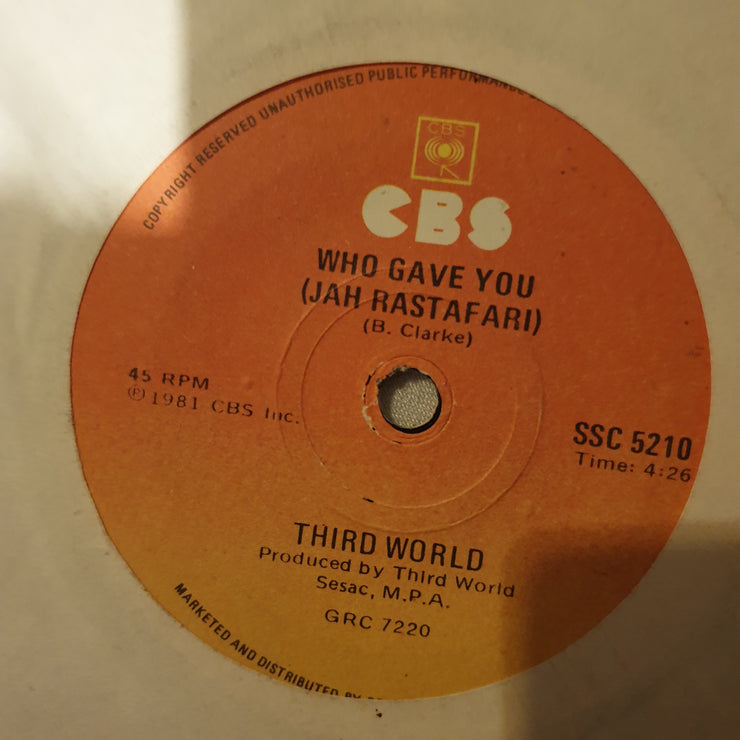 COPYRIGHT RESERVED UNAUTHORISED PUBLIC PERFORMANCE
CBS
CBS
WHO GAVE YOU
(JAH RASTAFARI)
(B. Clarke)
45 RPM
Ⓟ 1981 CBS Inc.
SSC 5210
Time: 4:26
THIRD WORLD
Produced by Third World
Sesac, M.P.A.
GRC 7220
MARKETED AND DISTRIBUTED BY